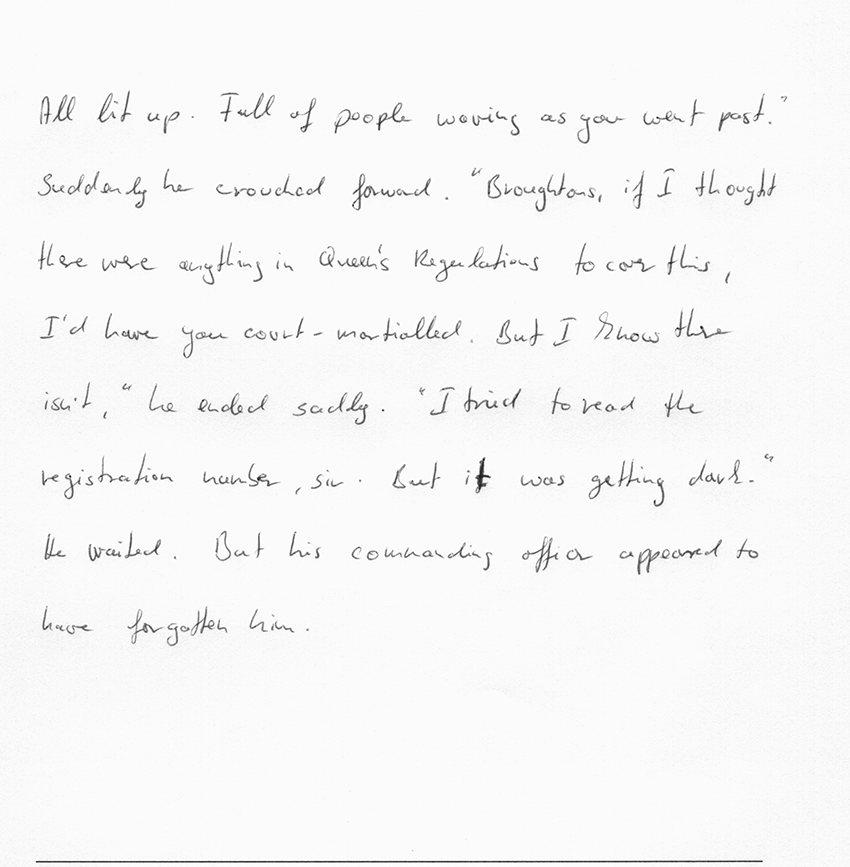 All lit up. Full of people waving as you went past."
Suddenly he crouched forward. "Broughtons, if I thought
there were anything in Queen's Regulations to cover this,
I'd have you court-martialled. But I know there
isn't," he ended sadly. "I tried to read the
registration number, sir. But it was getting dark."
He waited. But his commanding officer appeared to
have forgotten him.